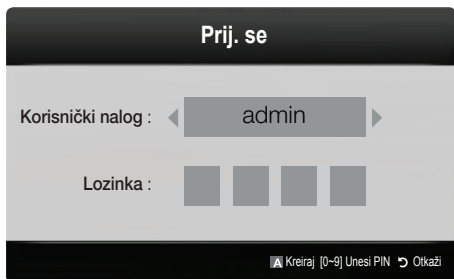 Prij. se
Korisnički nalog : admin
Lozinka :
A Kreiraj [0~9] Unesi PIN Otkaži